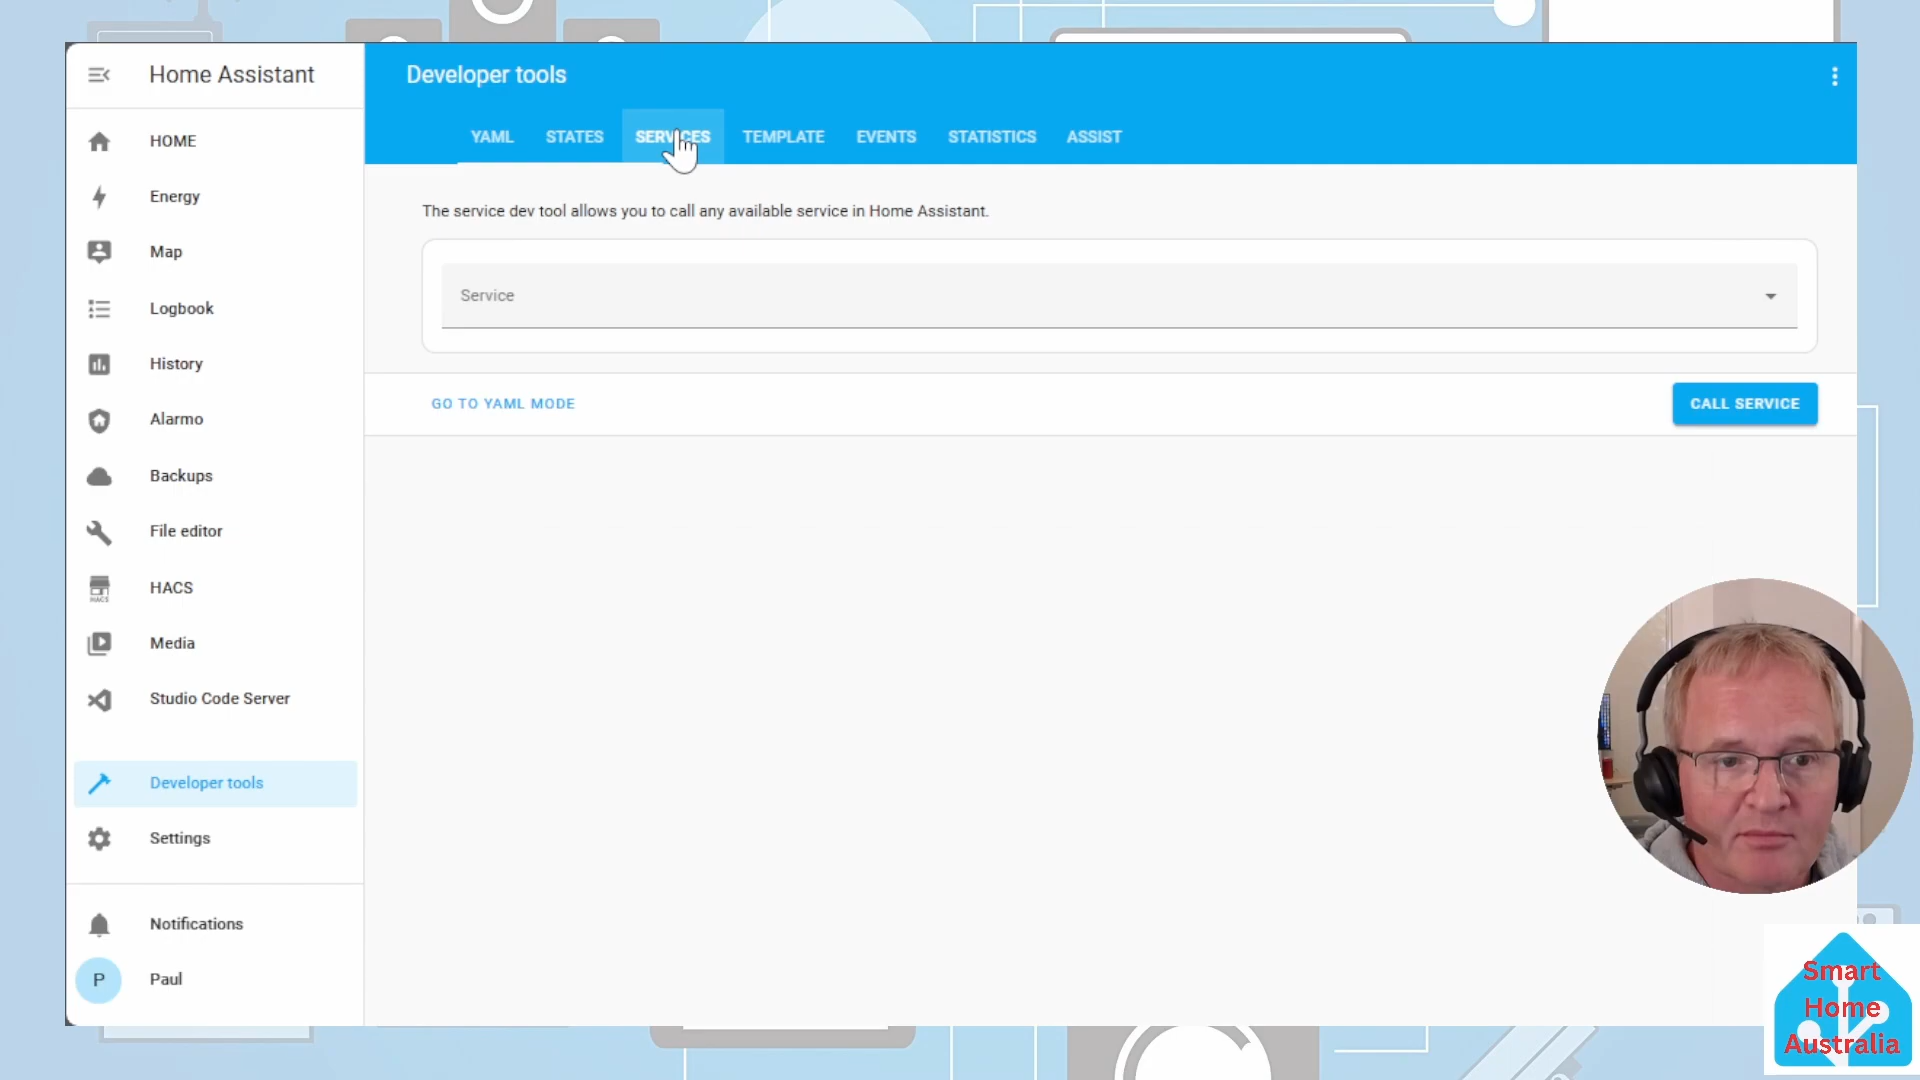 Home Assistant
HOME
Energy
Map
Logbook
History
Alarmo
Backups
File editor
HACS
HACS
Media
Studio Code Server
Developer tools
Settings
Notifications
P
Paul
Developer tools
YAML STATES SERVICES TEMPLATE EVENTS STATISTICS ASSIST
The service dev tool allows you to call any available service in Home Assistant.
Service
GO TO YAML MODE
CALL SERVICE
Smart
Home
Australia